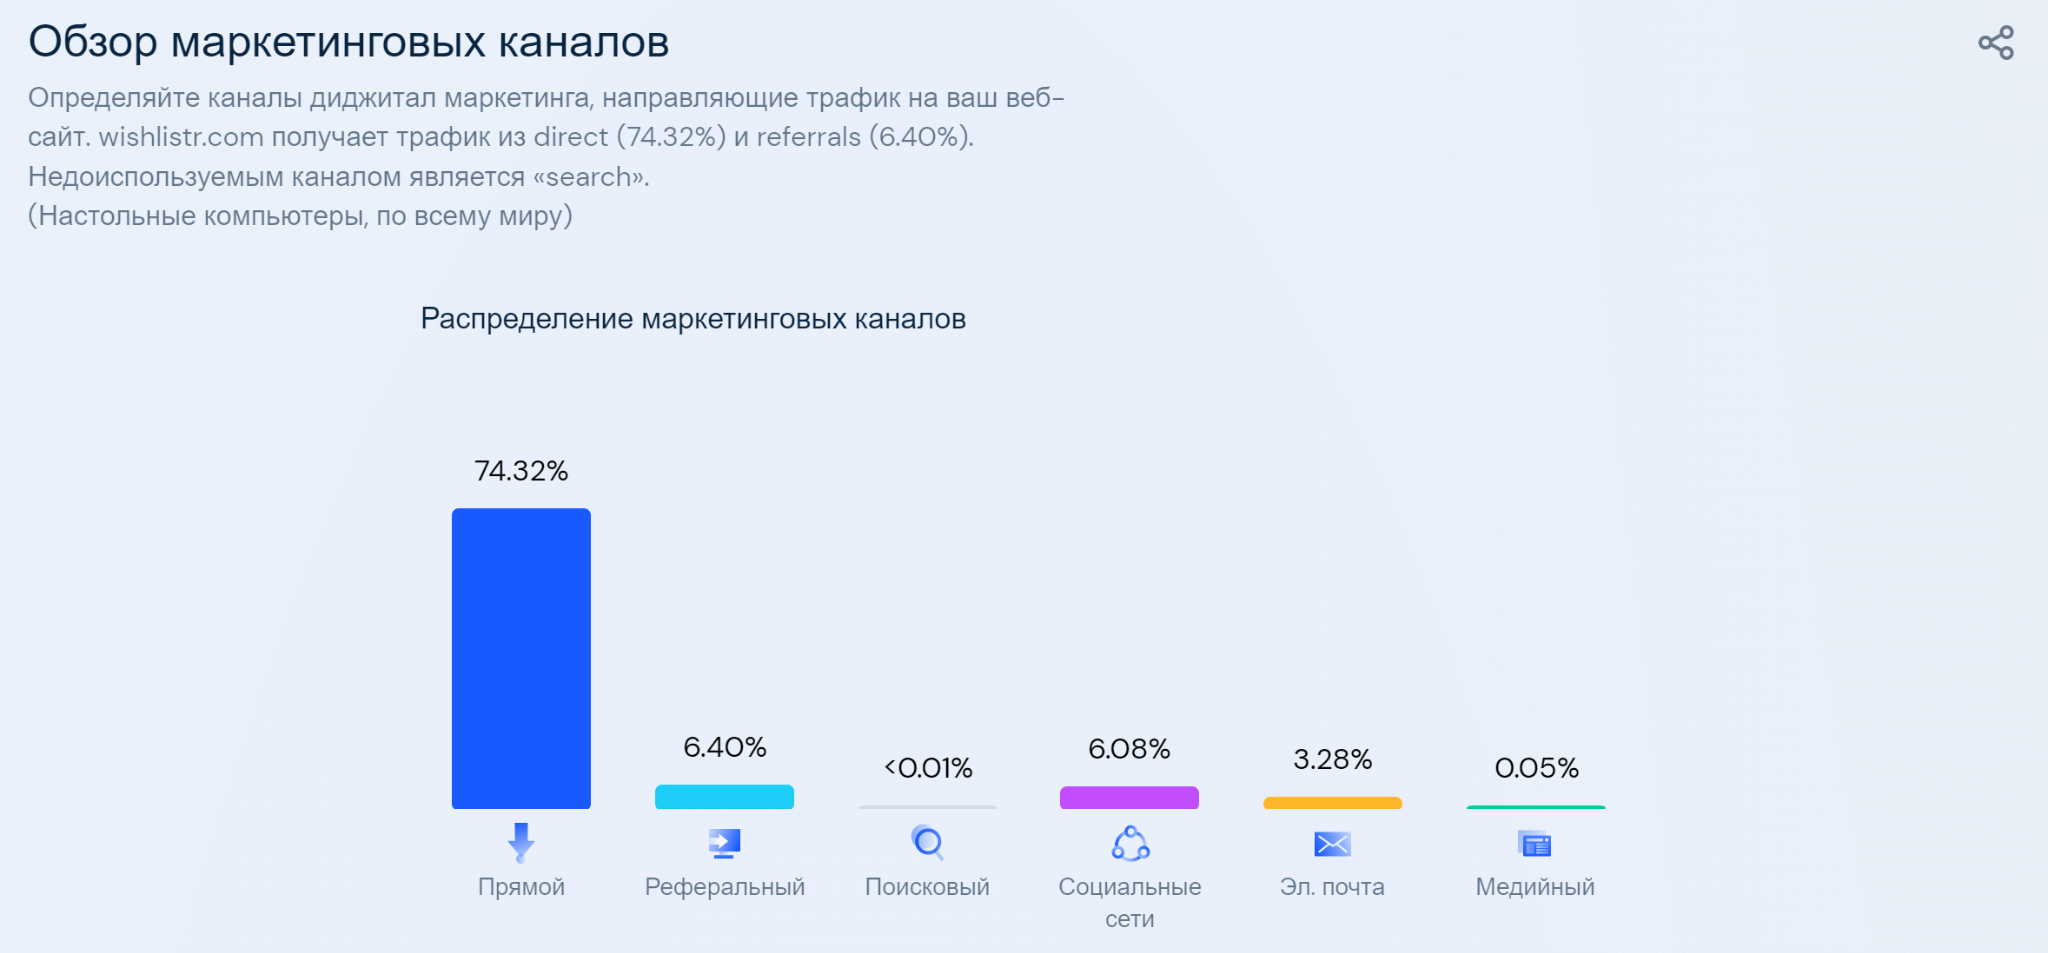 Обзор маркетинговых каналов
Определяйте каналы диджитал маркетинга, направляющие трафик на ваш веб-
сайт. wishlistr.com получает трафик из direct (74.32%) и referrals (6.40%).
Недоиспользуемым каналом является «search».
(Настольные компьютеры, по всему миру)
Распределение маркетинговых каналов
74.32%
6.40%
<0.01%
6.08%
3.28%
0.05%
Прямой
Реферальный
Поисковый
Социальные
сети
Эл. почта
Медийный